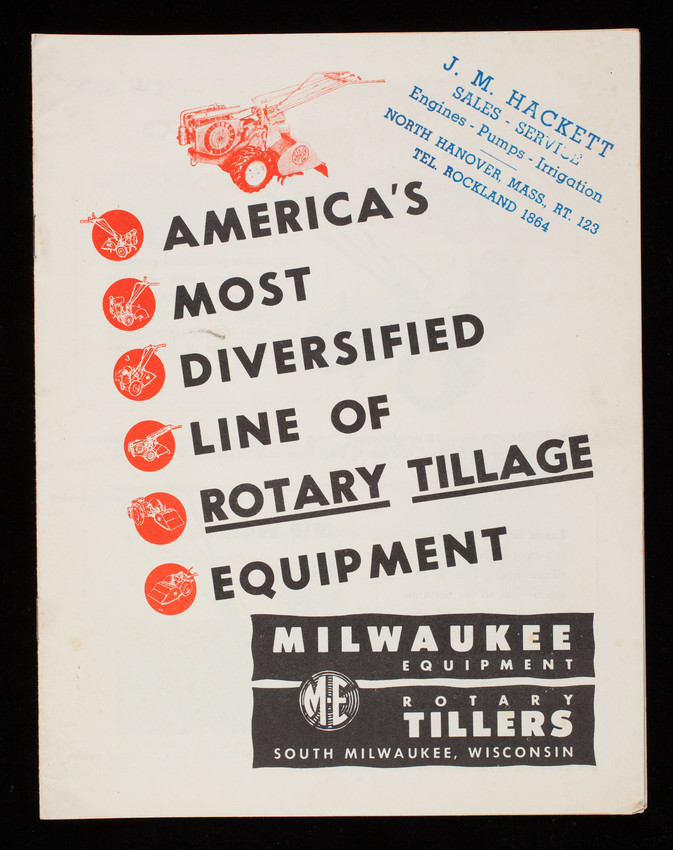 J. M. HACKETT
SALES - SERVICE
Engines - Pumps - Irrigation
NORTH HANOVER, MASS., RT. 123
TEL. ROCKLAND 1864
AMERICA'S
MOST
DIVERSIFIED
LINE OF
ROTARY TILLAGE
EQUIPMENT
MILWAUKEE
EQUIPMENT
M-E
ROTARY
TILLERS
SOUTH MILWAUKEE, WISCONSIN